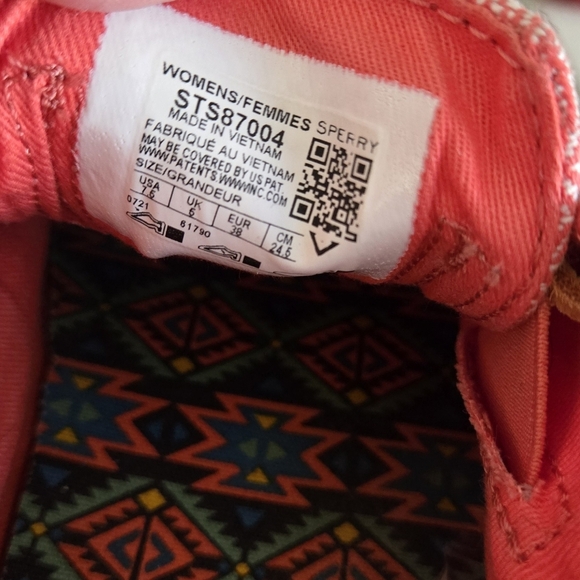 WOMENS/FEMMES SPERRY
STS87004
MADE IN VIETNAM
FABRIQUÉ AU VIETNAM
MAY BE COVERED BY US PAT.
WWW.PATENTS.WWWINC.COM
SIZE/GRANDEUR
USA UK EUR CM
7.5 6 38 24.5
0721 61790